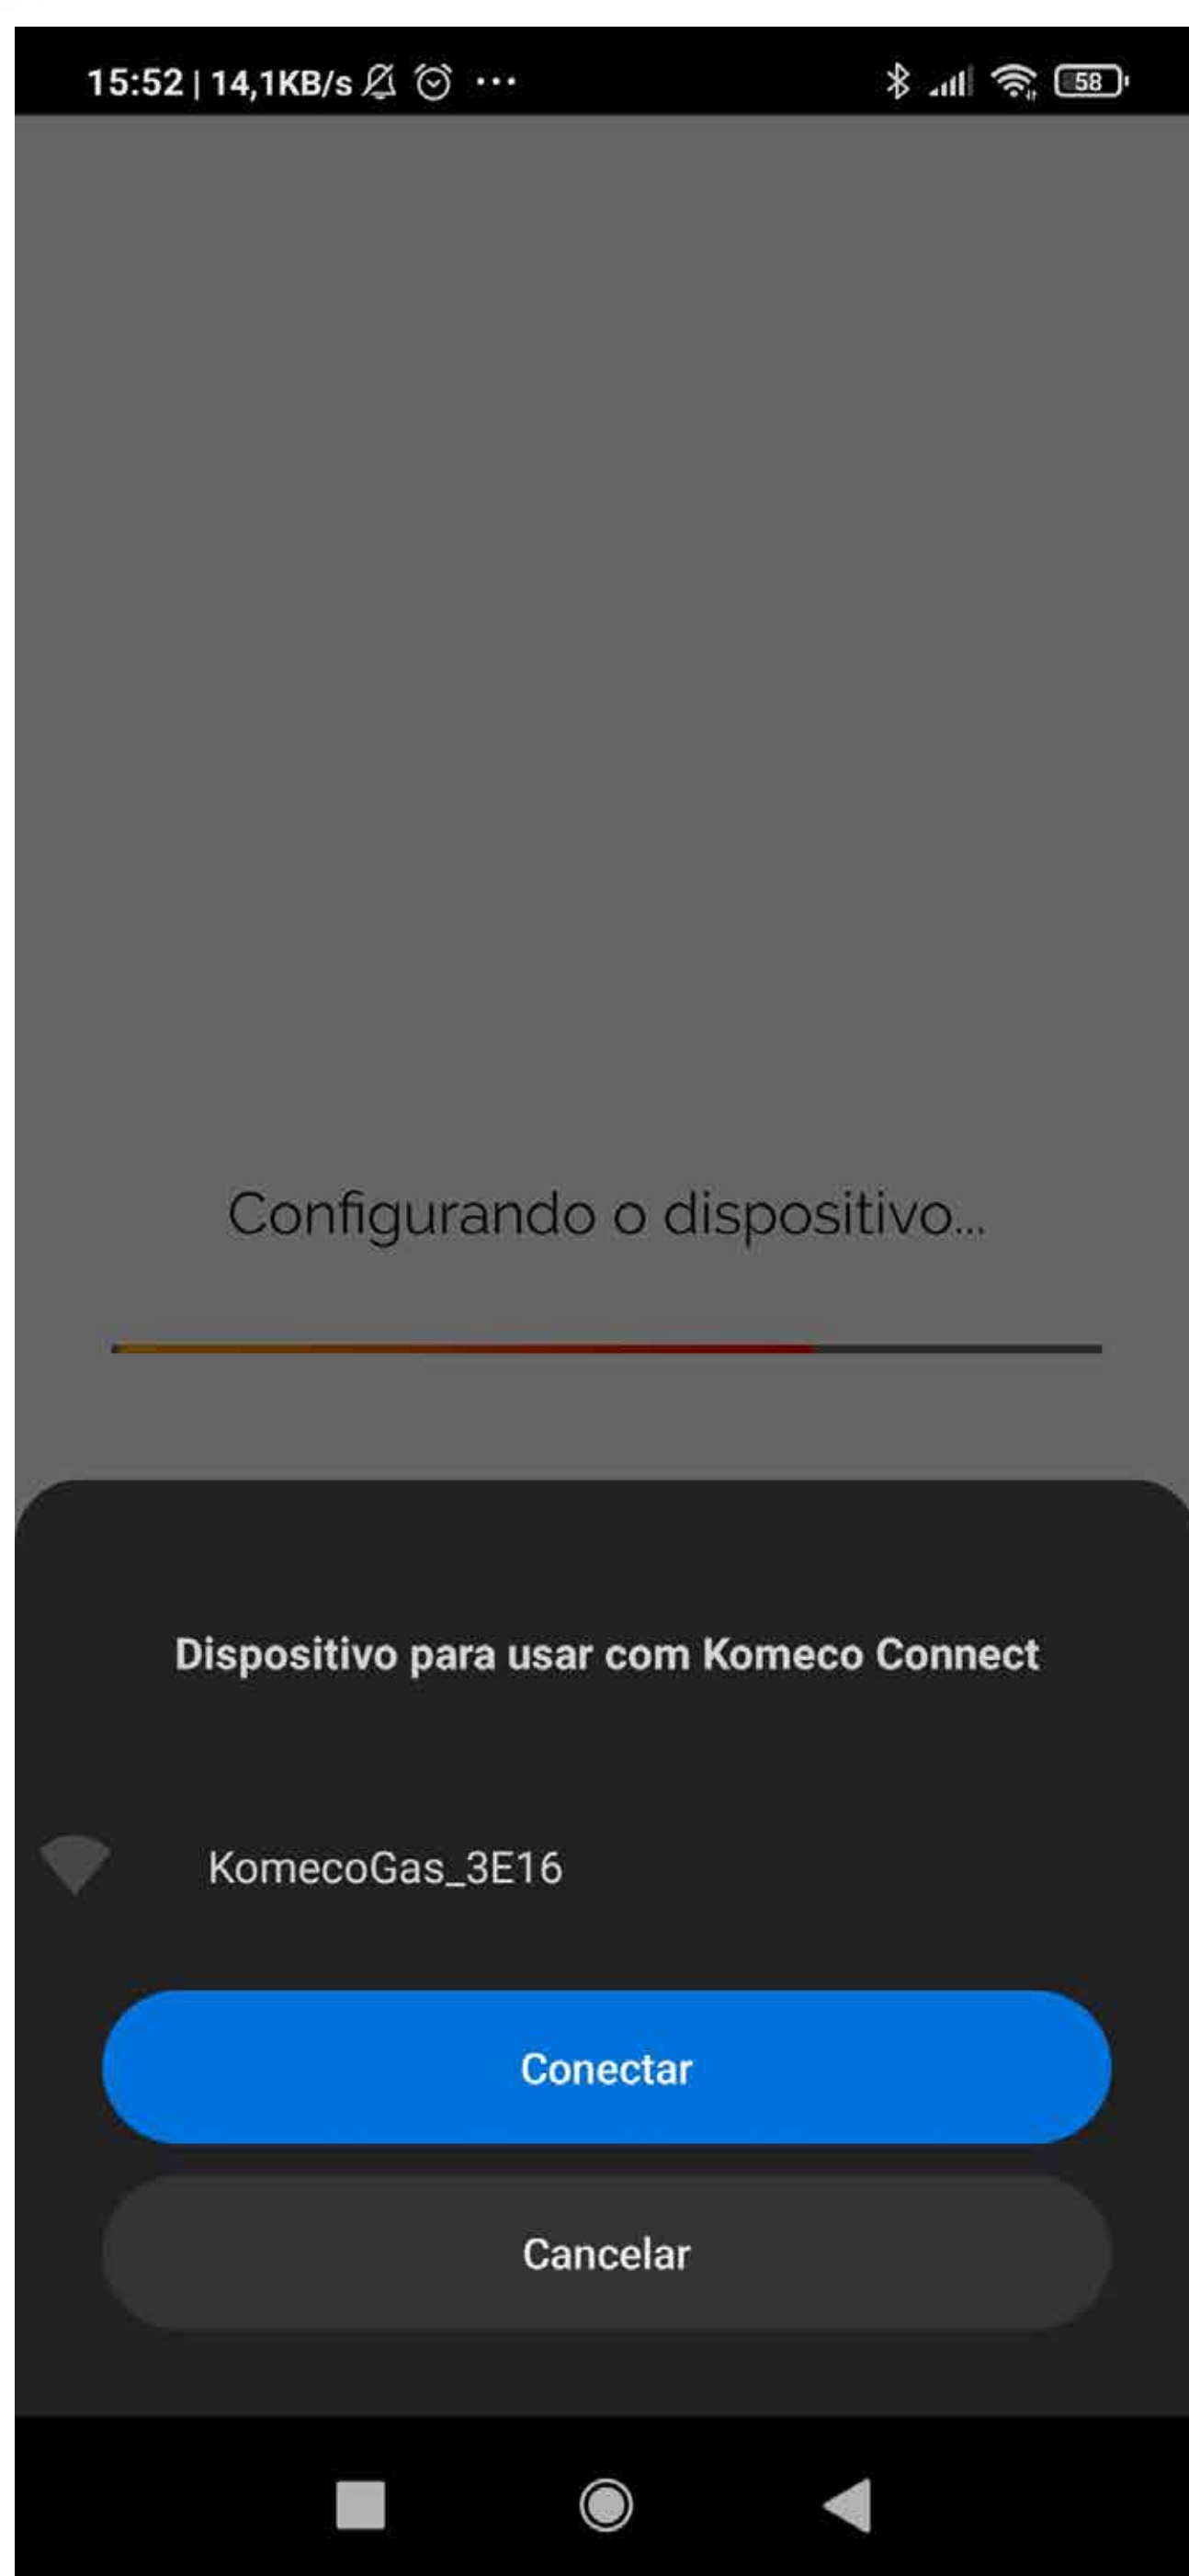 15:52 | 14,1KB/s
58
Configurando o dispositivo...
Dispositivo para usar com Komeco Connect
KomecoGas_3E16
Conectar
Cancelar